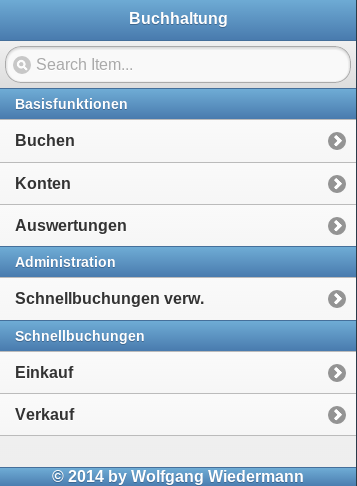 Buchhaltung
Search Item...
Basisfunktionen
Buchen
Konten
Auswertungen
Administration
Schnellbuchungen verw.
Schnellbuchungen
Einkauf
Verkauf
© 2014 by Wolfgang Wiedermann